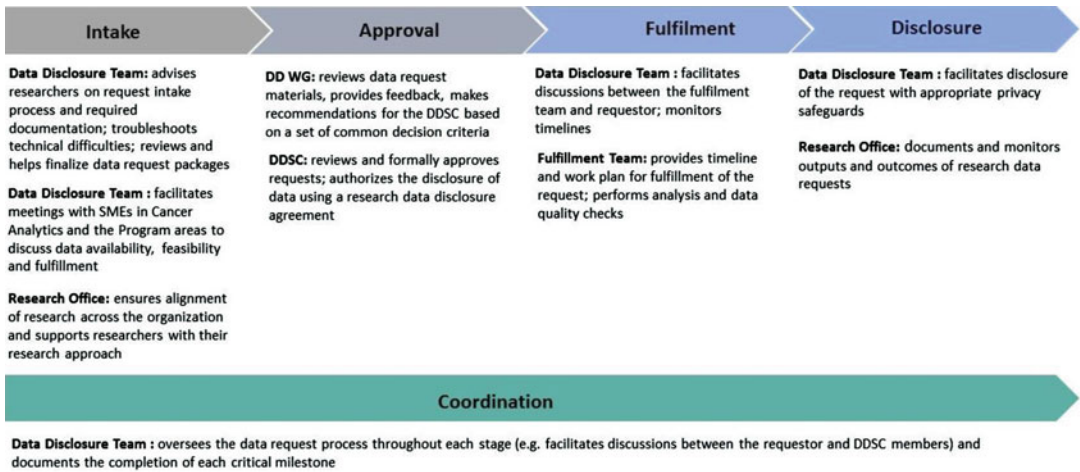 Intake
Approval
Fulfilment
Disclosure
Data Disclosure Team: advises
researchers on request intake
process and required
documentation; troubleshoots
technical difficulties; reviews and
helps finalize data request packages
Data Disclosure Team : facilitates
meetings with SMEs in Cancer
Analytics and the Program areas to
discuss data availability, feasibility
and fulfillment
Research Office: ensures alignment
of research across the organization
and supports researchers with their
research approach
DD WG: reviews data request
materials, provides feedback, makes
recommendations for the DDSC based
on a set of common decision criteria
DDSC: reviews and formally approves
requests; authorizes the disclosure of
data using a research data disclosure
agreement
Data Disclosure Team : facilitates
discussions between the fulfilment
team and requestor; monitors
timelines
Fulfillment Team: provides timeline
and work plan for fulfillment of the
request; performs analysis and data
quality checks
Data Disclosure Team : facilitates disclosure
of the request with appropriate privacy
safeguards
Research Office: documents and monitors
outputs and outcomes of research data
requests
Coordination
Data Disclosure Team : oversees the data request process throughout each stage (e.g. facilitates discussions between the requestor and DDSC members) and
documents the completion of each critical milestone